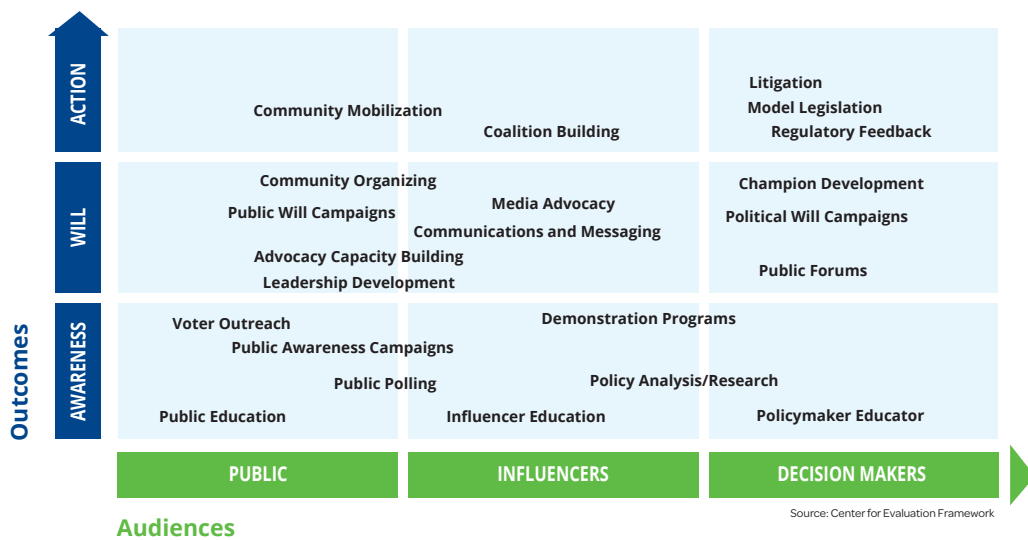 Outcomes
ACTION
Community Mobilization
Coalition Building
Litigation
Model Legislation
Regulatory Feedback
WILL
Community Organizing
Public Will Campaigns
Advocacy Capacity Building
Leadership Development
Media Advocacy
Communications and Messaging
Champion Development
Political Will Campaigns
Public Forums
AWARENESS
Voter Outreach
Public Awareness Campaigns
Public Polling
Public Education
Demonstration Programs
Policy Analysis/Research
Influencer Education
Policymaker Educator
PUBLIC
INFLUENCERS
DECISION MAKERS
Audiences
Source: Center for Evaluation Framework